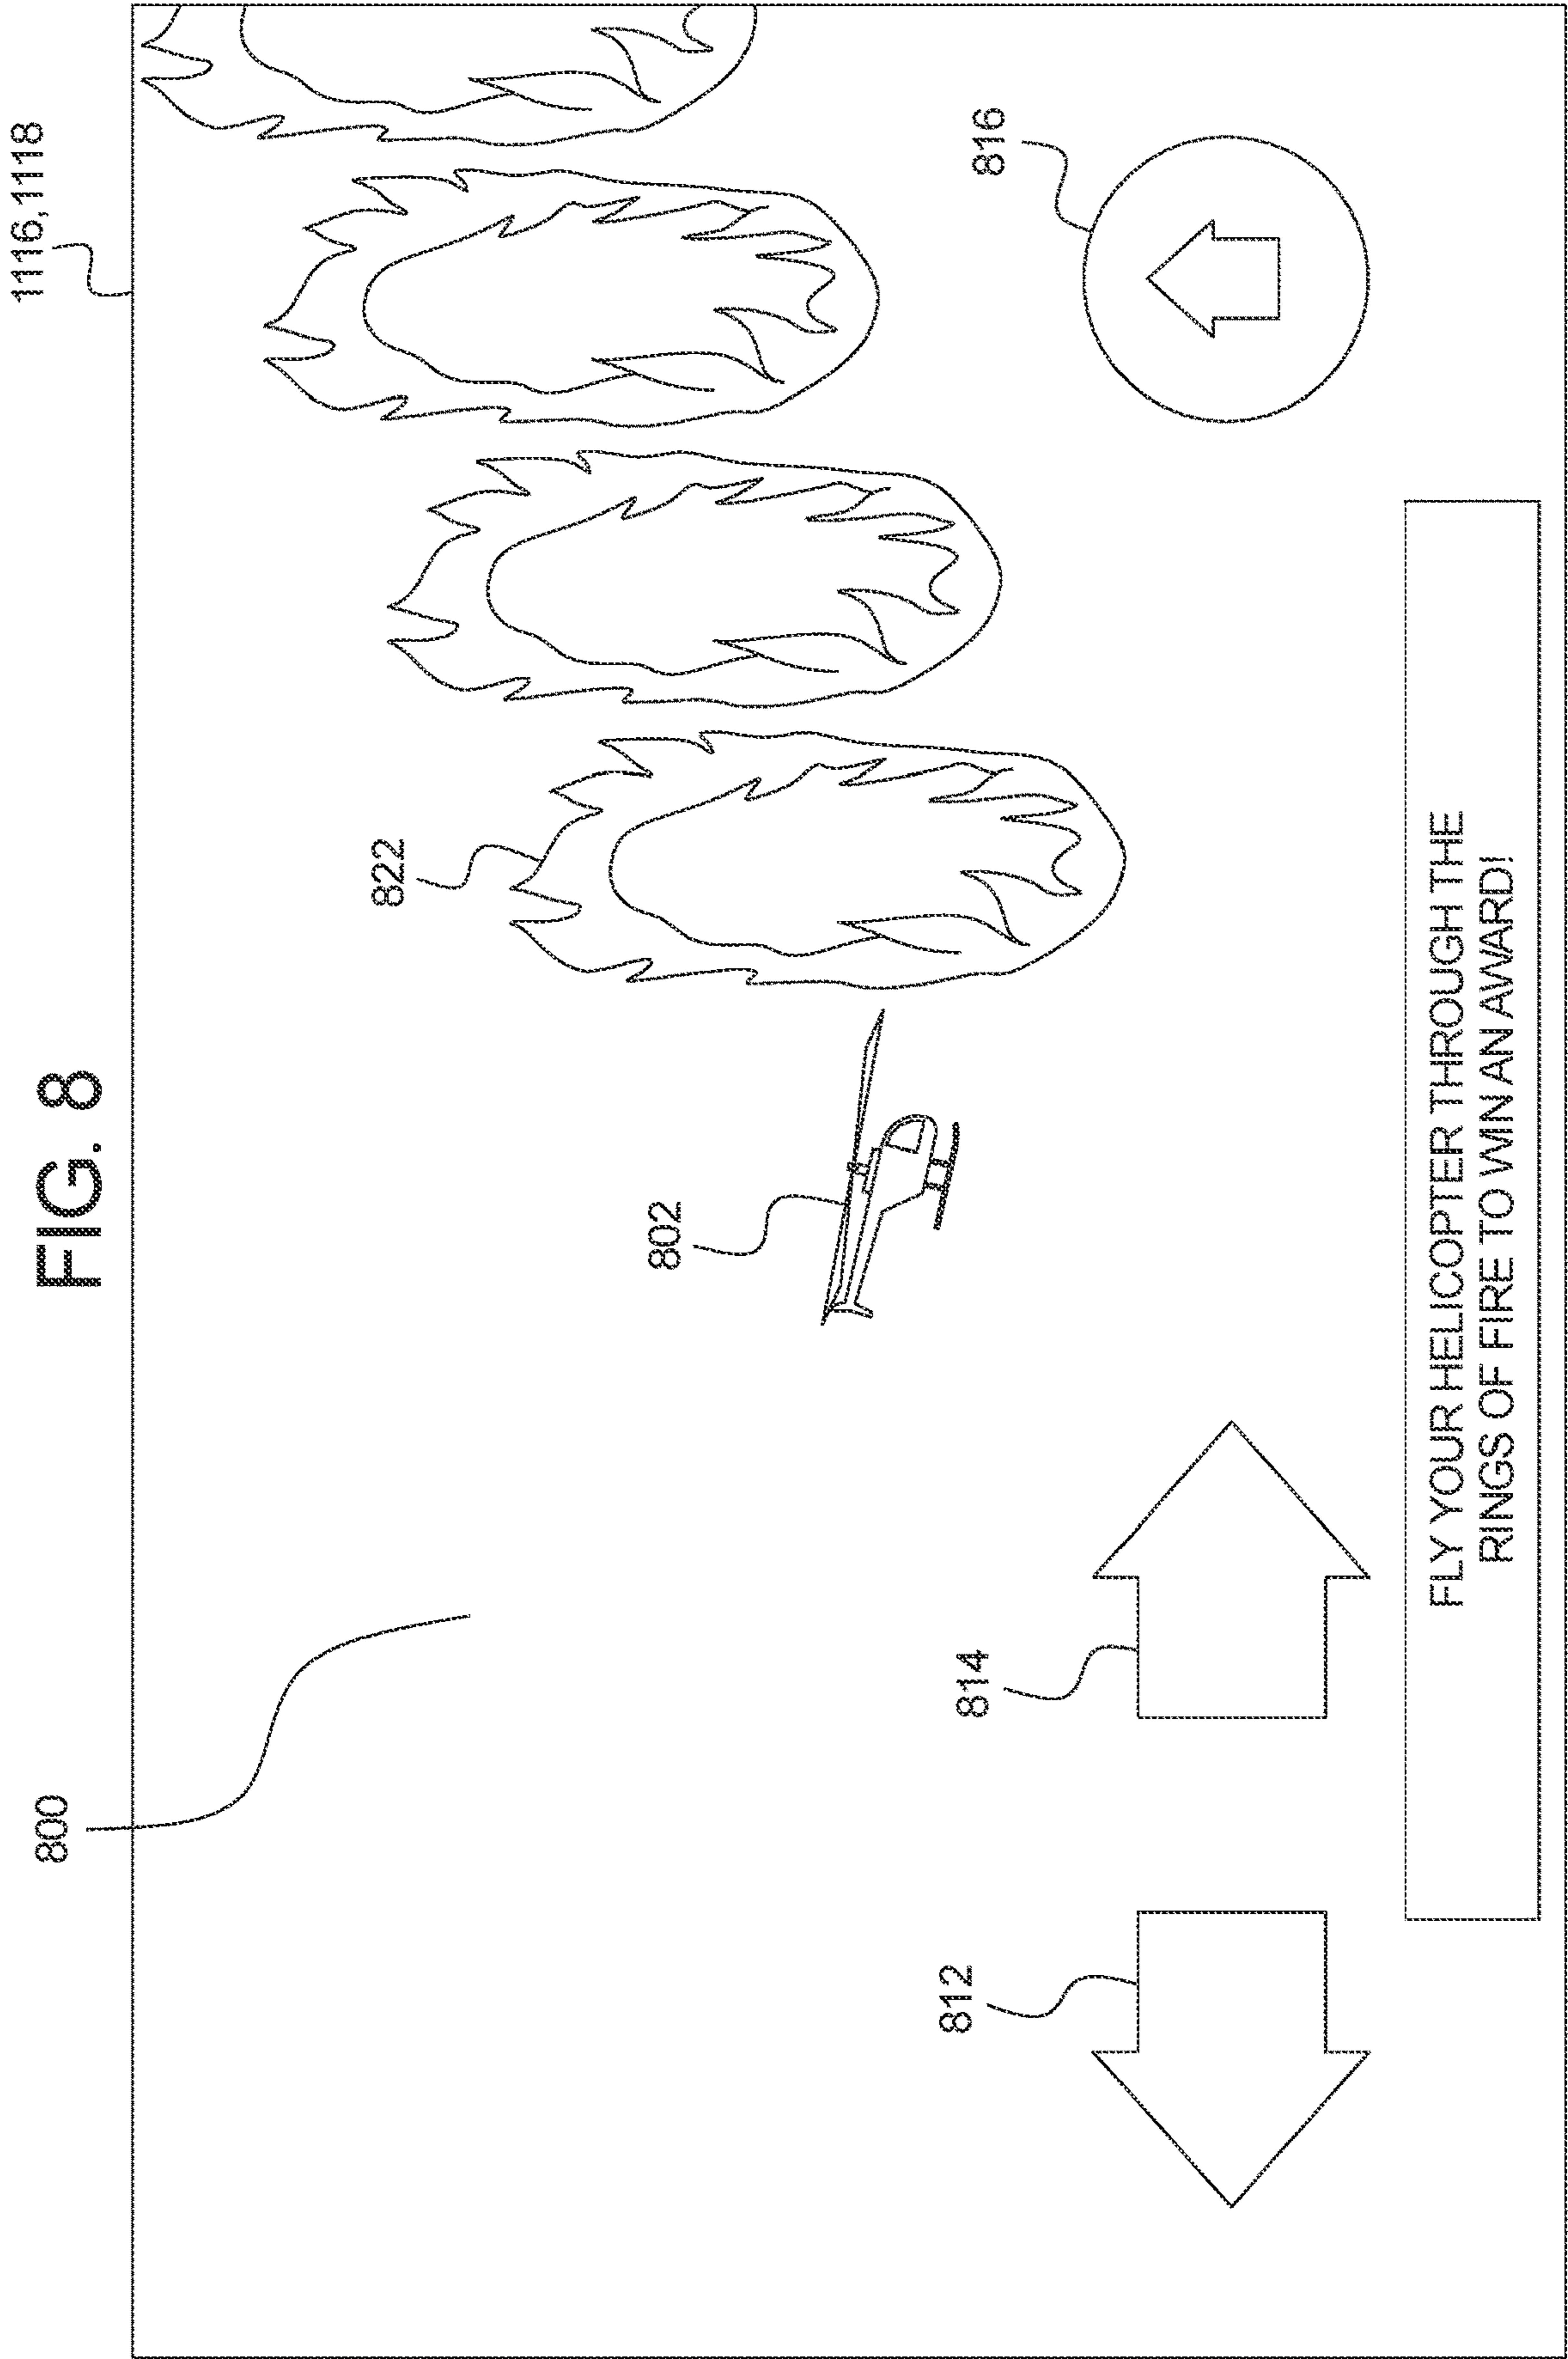 FIG. 8
800
1116,1118
822
802
816
814
812
FLY YOUR HELICOPTER THROUGH THE
RINGS OF FIRE TO WIN AN AWARD!